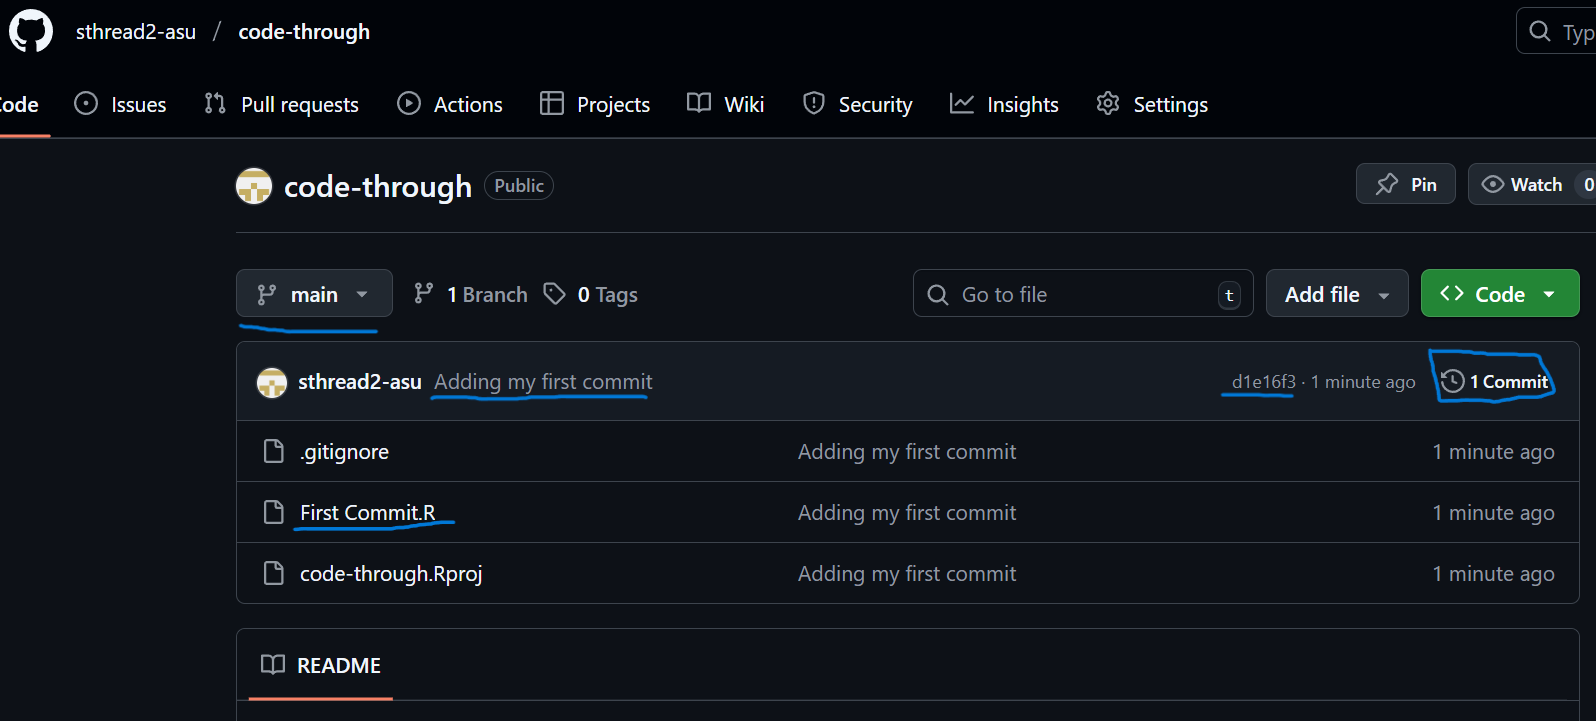 sthread2-asu / code-through
Code Issues Pull requests Actions Projects Wiki Security Insights Settings
code-through Public Pin Watch 0
main 1 Branch 0 Tags Go to file t Add file Code
sthread2-asu Adding my first commit d1e16f3 · 1 minute ago 1 Commit
.gitignore Adding my first commit 1 minute ago
First Commit.R Adding my first commit 1 minute ago
code-through.Rproj Adding my first commit 1 minute ago
README